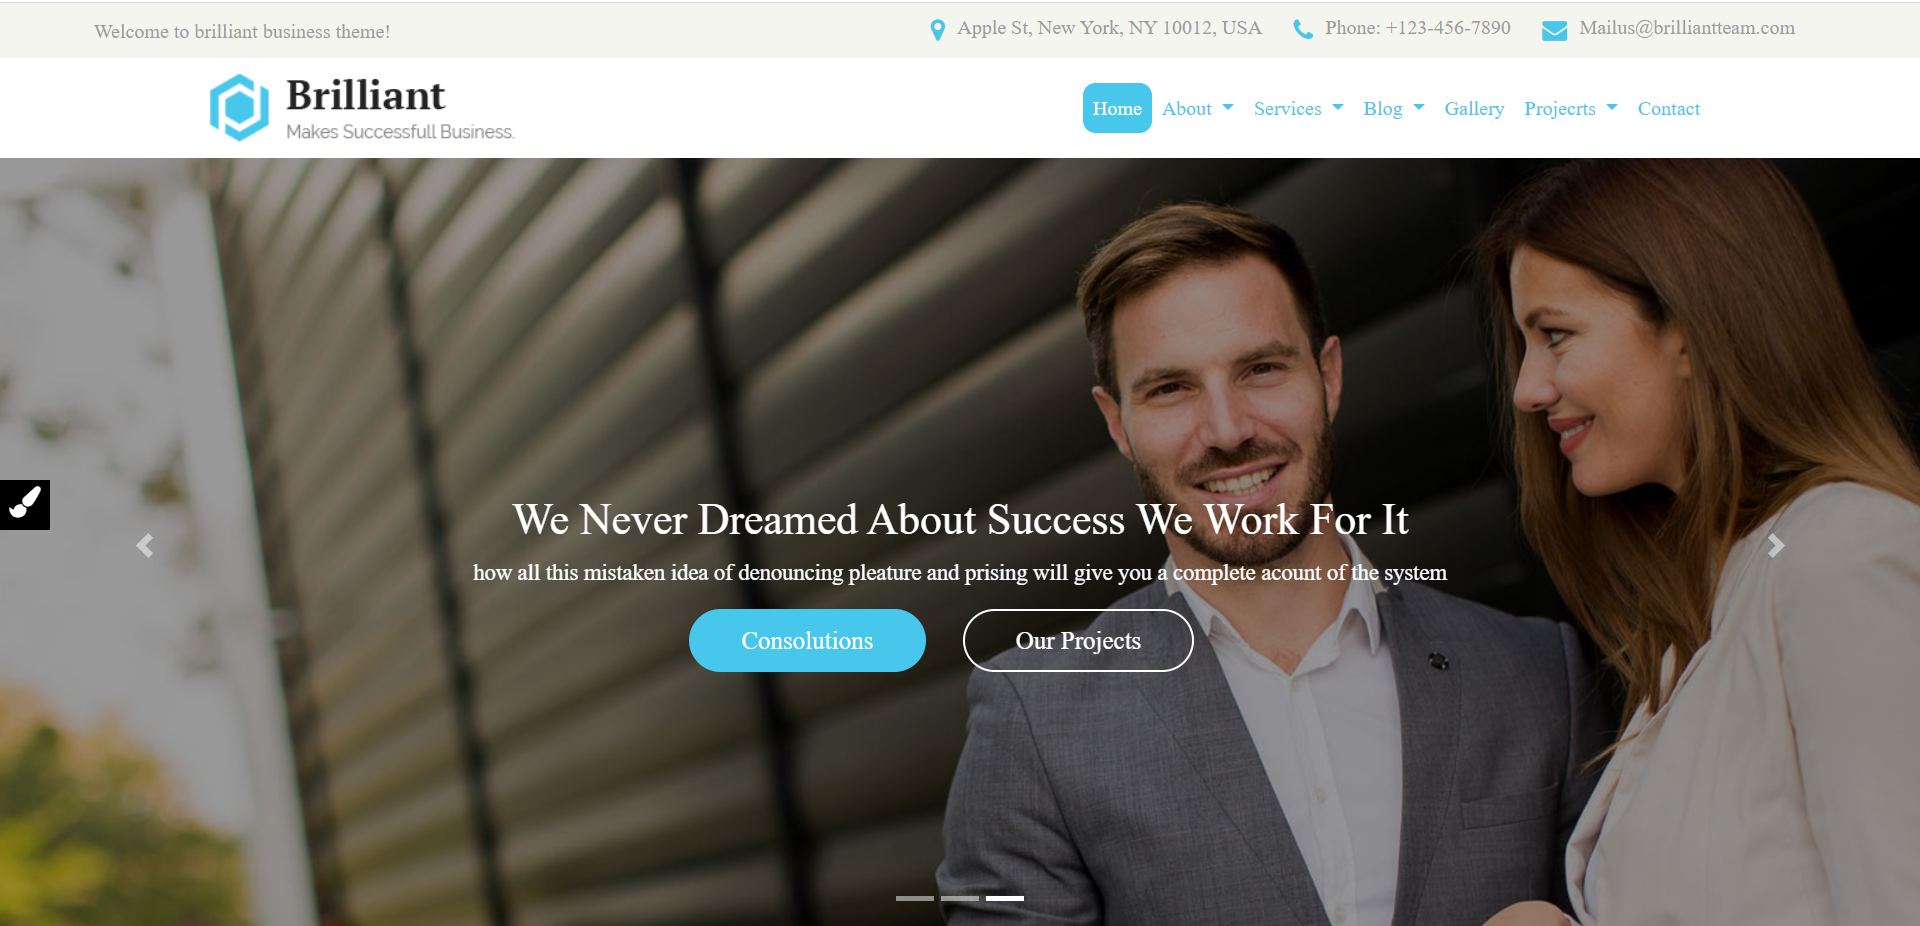 Welcome to brilliant business theme!
Apple St, New York, NY 10012, USA
Phone: +123-456-7890
Mailus@brilliantteam.com
Brilliant
Makes Successfull Business.
Home
About
Services
Blog
Gallery
Projecrts
Contact
We Never Dreamed About Success We Work For It
how all this mistaken idea of denouncing pleature and prising will give you a complete acount of the system
Consolutions
Our Projects